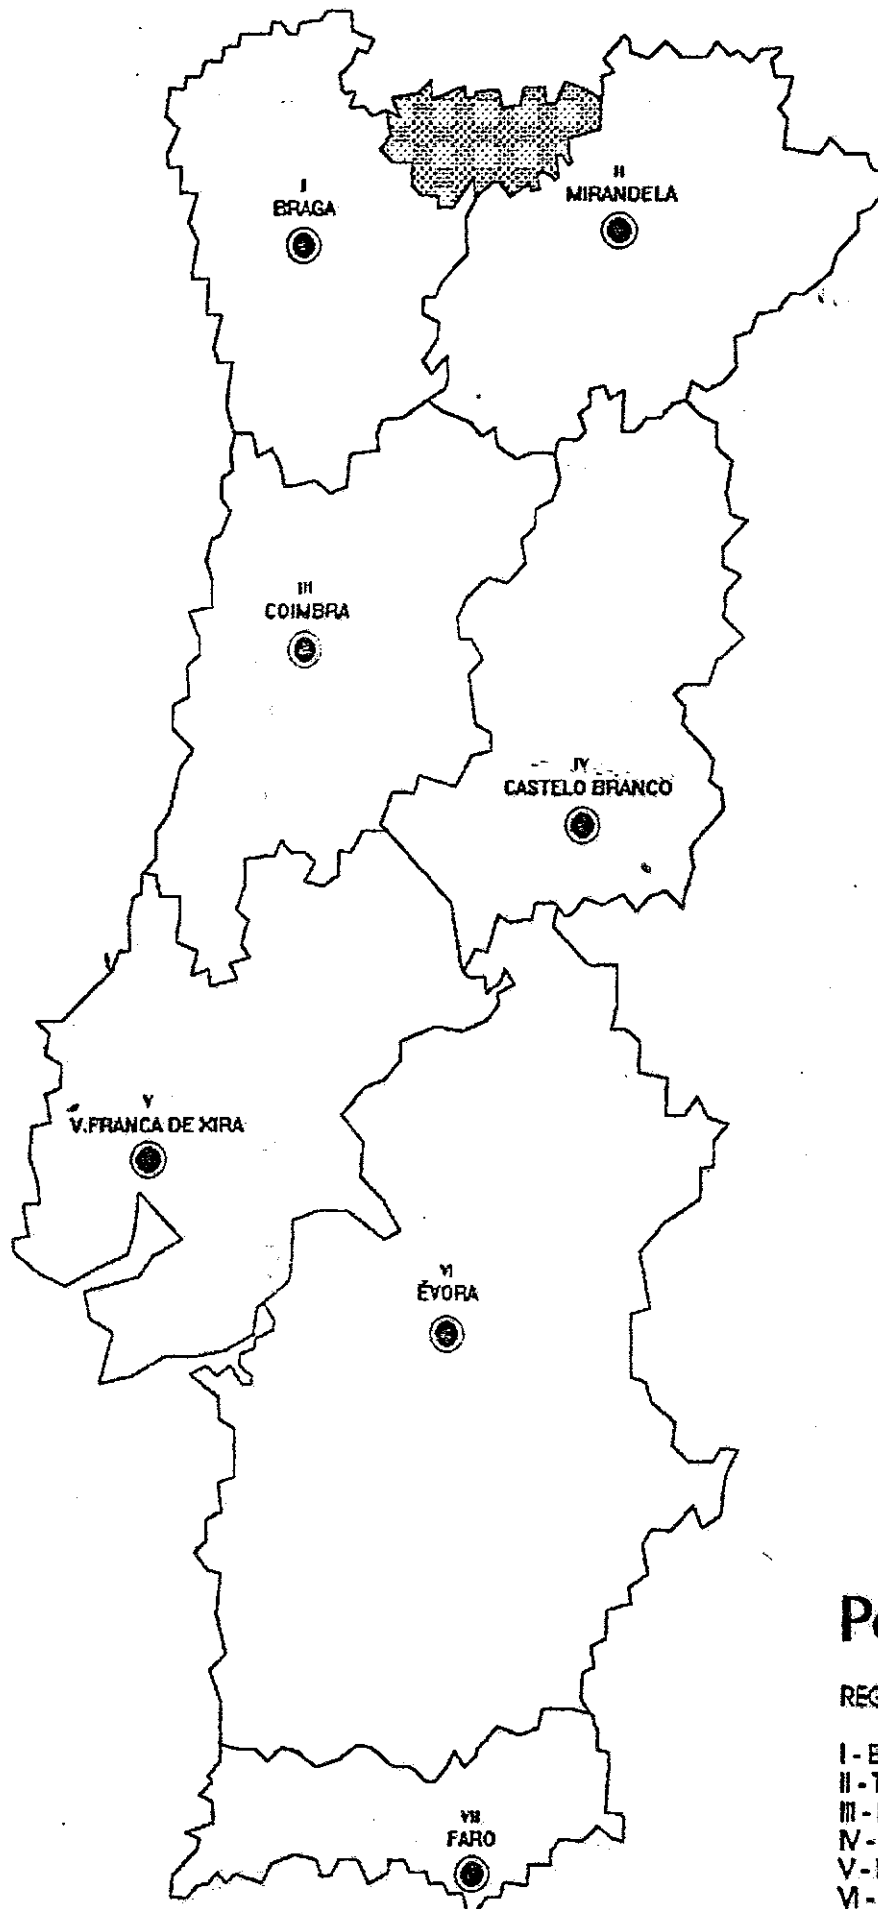 I
BRAGA
II
MIRANDELA
III
COIMBRA
IV
CASTELO BRANCO
V
V.FRANCA DE XIRA
VI
ÉVORA
VII
FARO
P
REG
I - E
II - T
III -
IV -
V -
VI -